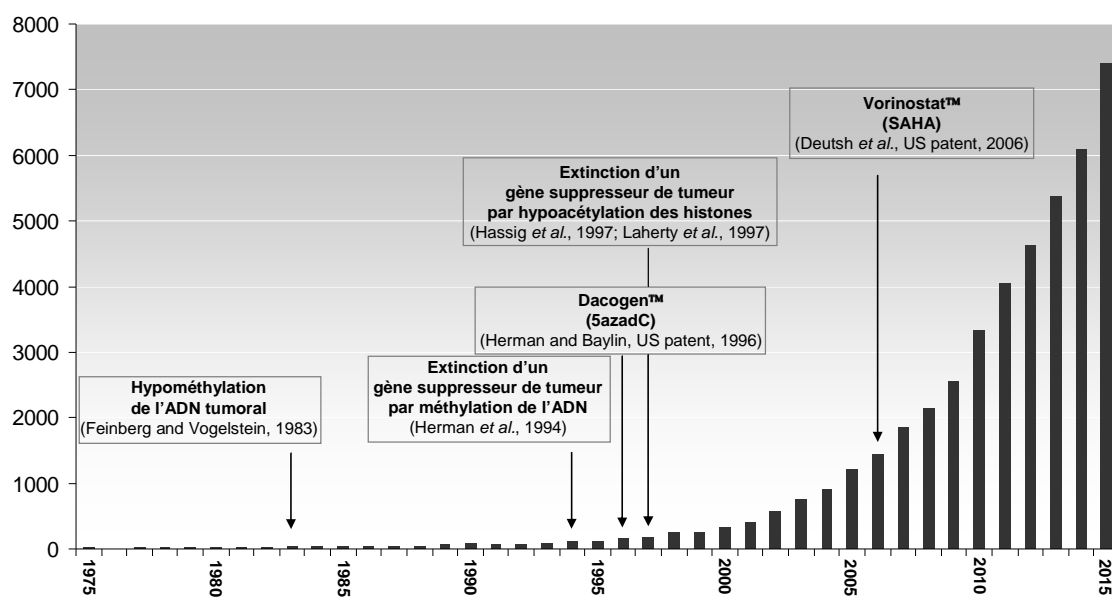 8000
7000
6000
5000
4000
3000
2000
1000
0
Vorinostat™
(SAHA)
(Deutsh et al., US patent, 2006)
Extinction d'un
gène suppresseur de tumeur
par hypoacétylation des histones
(Hassig et al., 1997; Laherty et al., 1997)
Dacogen™
(5azadC)
(Herman and Baylin, US patent, 1996)
Extinction d'un
gène suppresseur de tumeur
par méthylation de l'ADN
(Herman et al., 1994)
Hypométhylation
de l'ADN tumoral
(Feinberg and Vogelstein, 1983)
1975
1980
1985
1990
1995
2000
2005
2010
2015